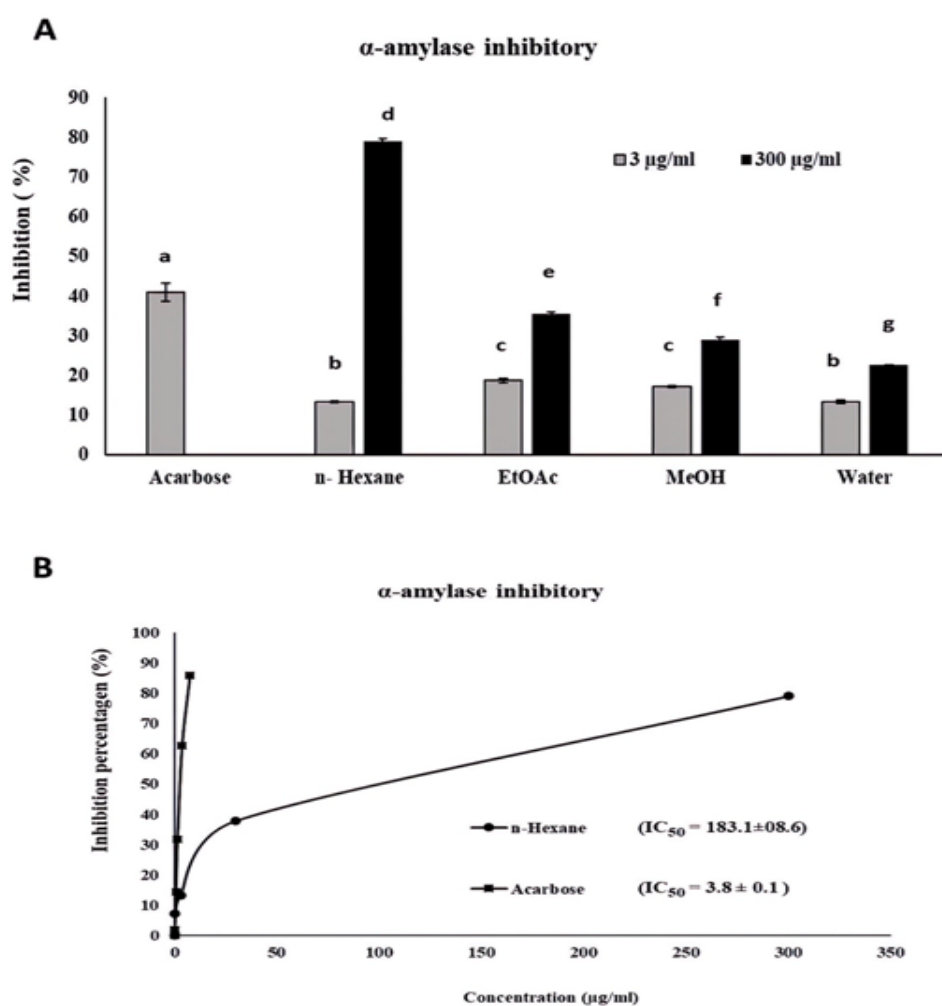 A
α-amylase inhibitory
90
80
70
60
50
40
30
20
10
0
Inhibition ( %)
3 µg/ml 300 µg/ml
a
b
d
c
e
c
f
b
g
Acarbose n- Hexane EtOAc MeOH Water
B
α-amylase inhibitory
100
90
80
70
60
50
40
30
20
10
0
Inhibition percentagen (%)
n-Hexane (IC50 = 183.1±08.6)
Acarbose (IC50 = 3.8 ± 0.1 )
0 50 100 150 200 250 300 350
Concentration (µg/ml)